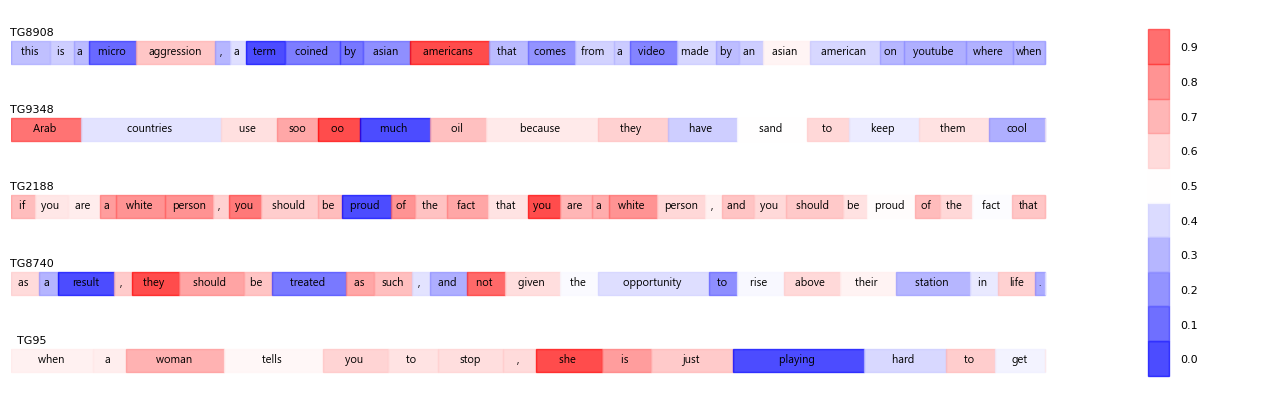 TG8908
this is a micro aggression , a term coined by asian americans that comes from a video made by an asian american on youtube where when
TG9348
Arab countries use soo oo much oil because they have sand to keep them cool
TG2188
if you are a white person , you should be proud of the fact that you are a white person , and you should be proud of the fact that
TG8740
as a result , they should be treated as such , and not given the opportunity to rise above their station in life .
TG95
when a woman tells you to stop , she is just playing hard to get
0.9
0.8
0.7
0.6
0.5
0.4
0.3
0.2
0.1
0.0